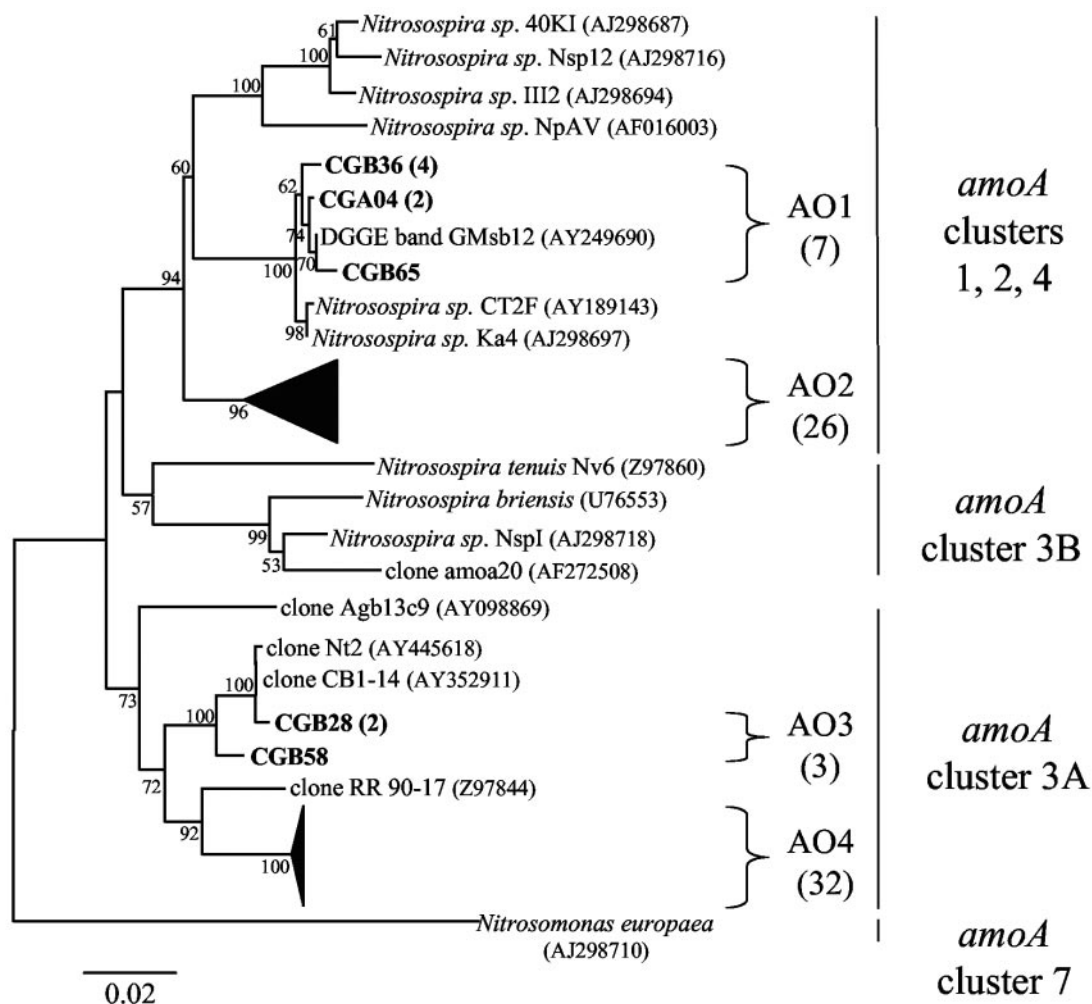 61
Nitrosospira sp. 40KI (AJ298687)
100
Nitrosospira sp. Nsp12 (AJ298716)
100
Nitrosospira sp. III2 (AJ298694)
Nitrosospira sp. NpAV (AF016003)
60
CGB36 (4)
62
CGA04 (2)
74
DGGE band GMsb12 (AY249690)
70
CGB65
100
Nitrosospira sp. CT2F (AY189143)
98
Nitrosospira sp. Ka4 (AJ298697)
94
96
AO1
(7)
AO2
(26)
amoA
clusters
1, 2, 4
Nitrosospira tenuis Nv6 (Z97860)
57
Nitrosospira briensis (U76553)
99
Nitrosospira sp. NspI (AJ298718)
53
clone amoa20 (AF272508)
amoA
cluster 3B
clone Agb13c9 (AY098869)
73
clone Nt2 (AY445618)
100
clone CB1-14 (AY352911)
100
CGB28 (2)
CGB58
72
clone RR 90-17 (Z97844)
92
100
AO3
(3)
AO4
(32)
amoA
cluster 3A
Nitrosomonas europaea
(AJ298710)
amoA
cluster 7
0.02